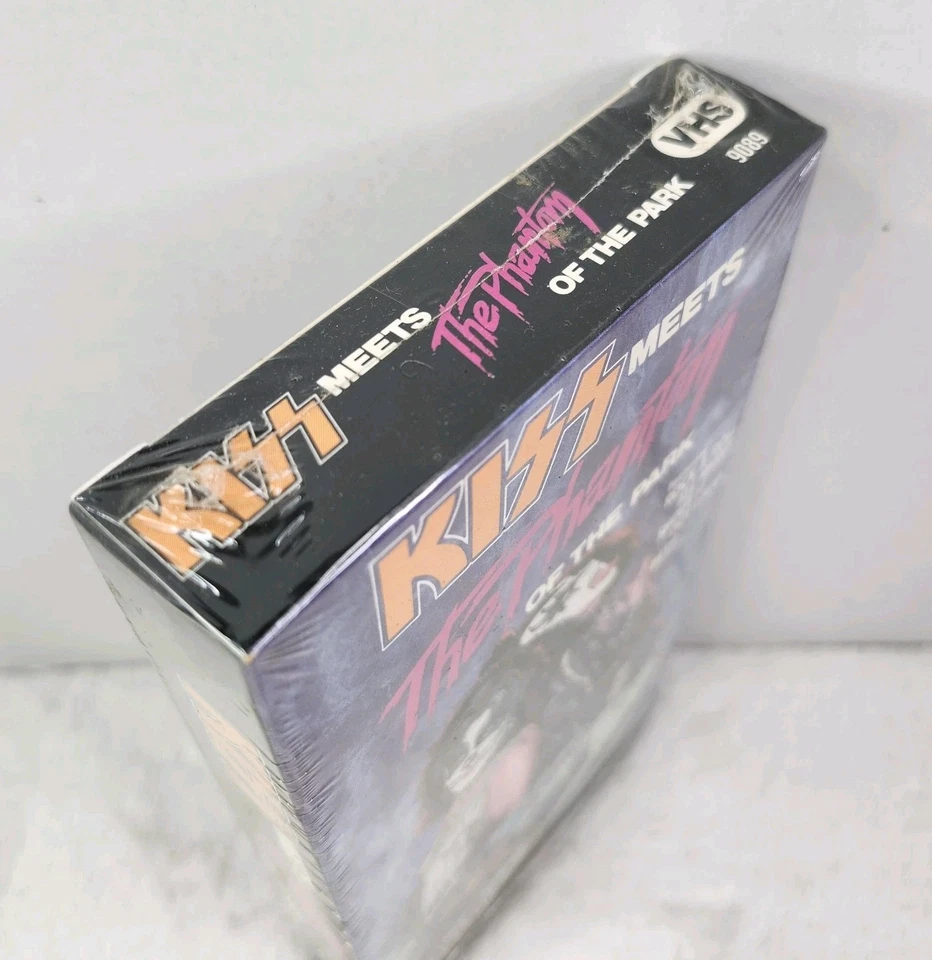 KISS MEETS The Phantom OF THE PARK
VHS
9089
KISS MEETS
The Phantom
OF THE PARK